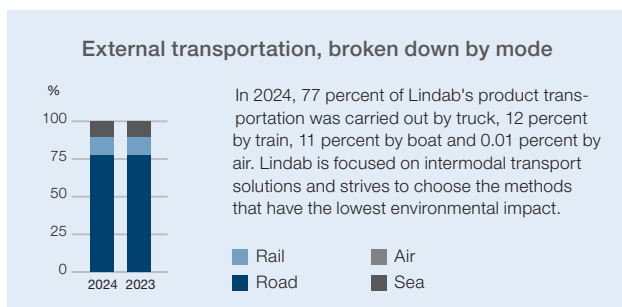 External transportation, broken down by mode
%
100
75
50
25
0
2024 2023
In 2024, 77 percent of Lindab's product trans-
portation was carried out by truck, 12 percent
by train, 11 percent by boat and 0.01 percent by
air. Lindab is focused on intermodal transport
solutions and strives to choose the methods
that have the lowest environmental impact.
Rail Air
Road Sea